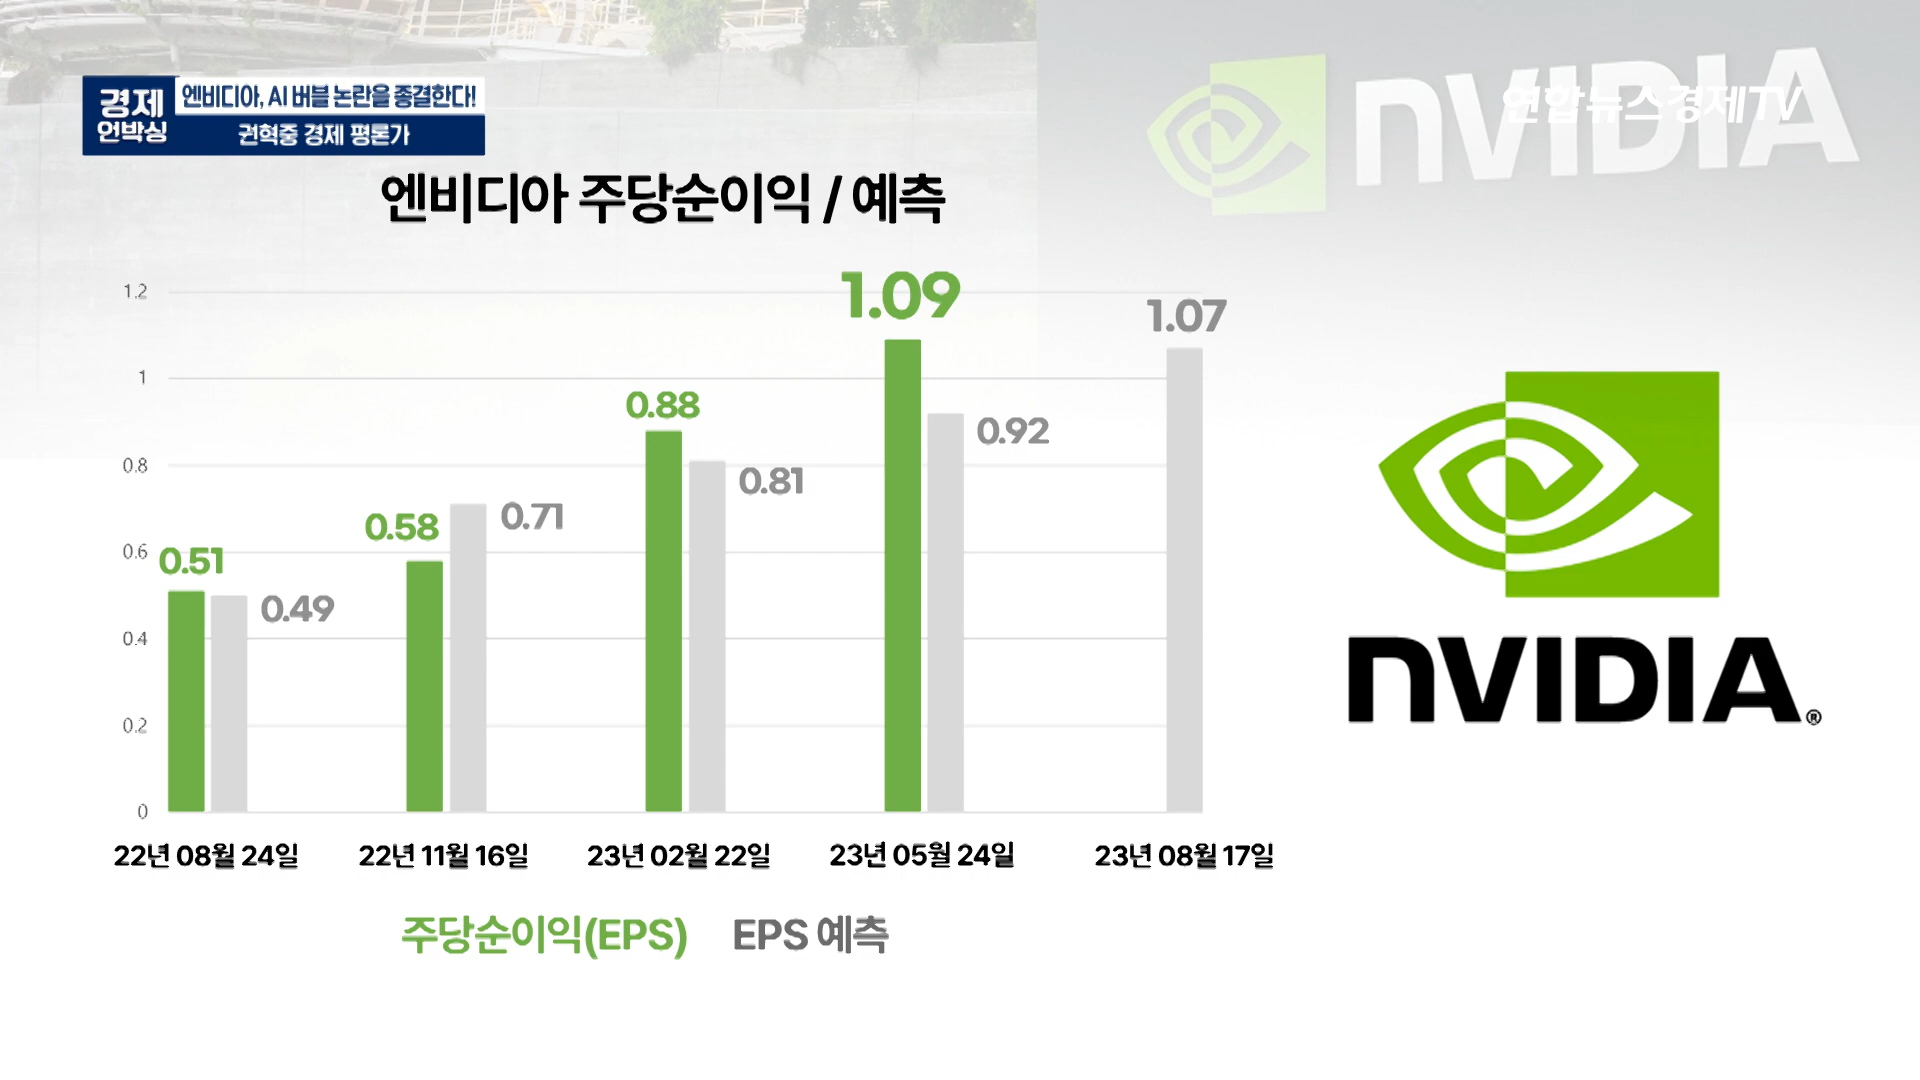 경제
언박싱
엔비디아, AI 버블 논란을 종결한다!
권혁중 경제 평론가
nVIDIA
연합뉴스경제TV
엔비디아 주당순이익 / 예측
1.2
1
0.8
0.6
0.4
0.2
0
0.51
0.49
0.58
0.71
0.88
0.81
1.09
0.92
1.07
22년 08월 24일
22년 11월 16일
23년 02월 22일
23년 05월 24일
23년 08월 17일
주당순이익(EPS) EPS 예측
nVIDIA®